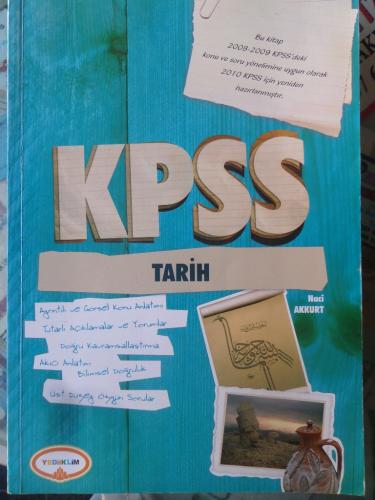 Bu kitap
2008-2009 KPSS'deki
konu ve soru yönelimine uygun olarak
2010 KPSS için yeniden
hazırlanmıştır.
KPSS
TARİH
Naci
AKKURT
Ayrıntılı ve Görsel Konu Anlatımı
Tutarlı Açıklamalar ve Yorumlar
Doğru Kavramsallaştırma
Akıcı Anlatım
Bilimsel Doğruluk
Üst Düzey Özgün Sorular
YEDİİKLİM